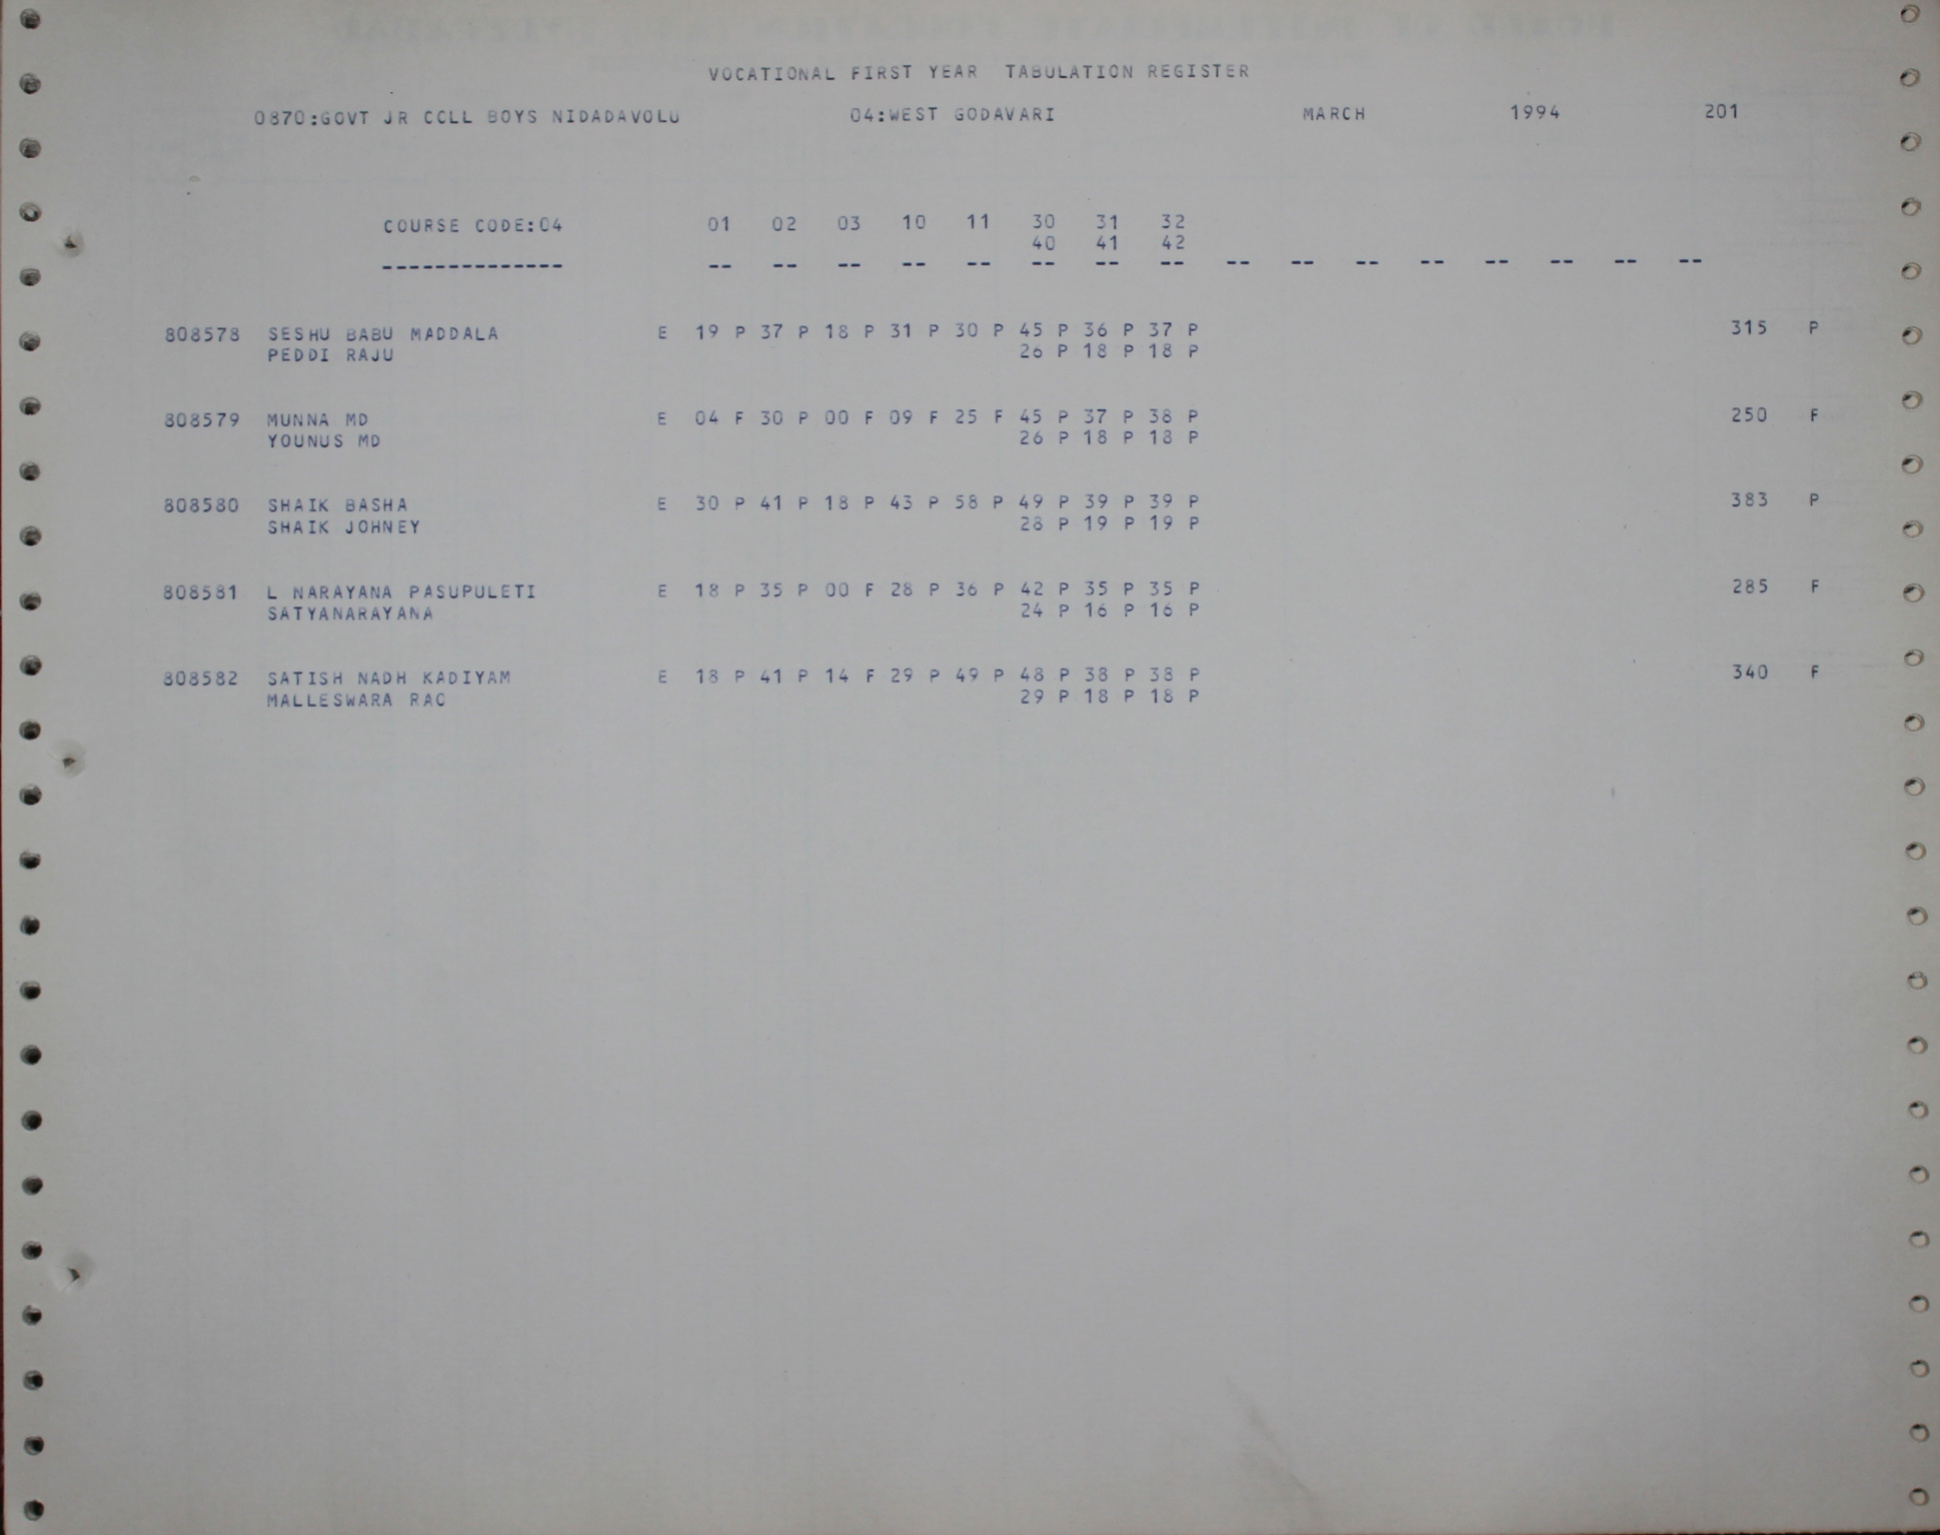 VOCATIONAL FIRST YEAR TABULATION REGISTER
0870:GOVT JR COLL BOYS NIDADAVOLU 04:WEST GODAVARI MARCH 1994 201
COURSE CODE:04 01 02 03 10 11 30 31 32
40 41 42
-------------- -- -- -- -- -- -- -- -- -- -- -- -- -- -- -- --
808578 SESHU BABU MADDALA E 19 P 37 P 18 P 31 P 30 P 45 P 36 P 37 P 315 P
PEDDI RAJU 26 P 18 P 18 P
808579 MUNNA MD E 04 F 30 P 00 F 09 F 25 F 45 P 37 P 38 P 250 F
YOUNUS MD 26 P 18 P 18 P
808580 SHAIK BASHA E 30 P 41 P 18 P 43 P 58 P 49 P 39 P 39 P 383 P
SHAIK JOHNEY 28 P 19 P 19 P
808581 L NARAYANA PASUPULETI E 18 P 35 P 00 F 28 P 36 P 42 P 35 P 35 P 285 F
SATYANARAYANA 24 P 16 P 16 P
808582 SATISH NADH KADIYAM E 18 P 41 P 14 F 29 P 49 P 48 P 38 P 38 P 340 F
MALLESWARA RAO 29 P 18 P 18 P